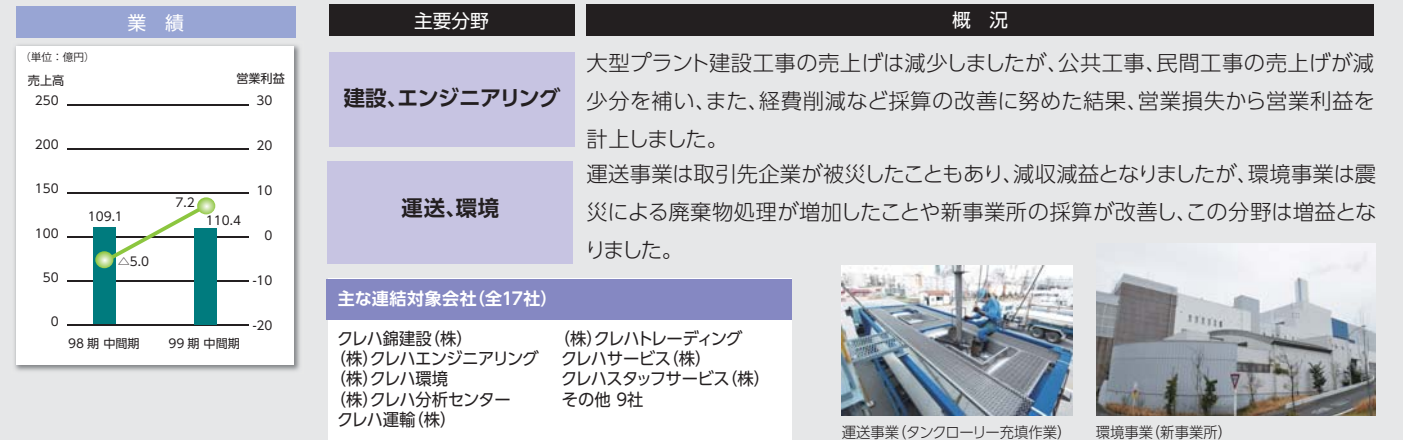 業 績
(単位:億円)
売上高 営業利益
250 30
200 20
150 10
100 0
50 -10
0 -20
7.2
109.1
110.4
△5.0
98 期 中間期 99 期 中間期
主要分野 概 況
建設、エンジニアリング
大型プラント建設工事の売上げは減少しましたが、公共工事、民間工事の売上げが減
少分を補い、また、経費削減など採算の改善に努めた結果、営業損失から営業利益を
計上しました。
運送、環境
運送事業は取引先企業が被災したこともあり、減収減益となりましたが、環境事業は震
災による廃棄物処理が増加したことや新事業所の採算が改善し、この分野は増益とな
りました。
主な連結対象会社(全17社)
クレハ錦建設(株)
(株)クレハエンジニアリング
(株)クレハ環境
(株)クレハ分析センター
クレハ運輸(株)
(株)クレハトレーディング
クレハサービス(株)
クレハスタッフサービス(株)
その他 9社
運送事業(タンクローリー充填作業)
環境事業(新事業所)